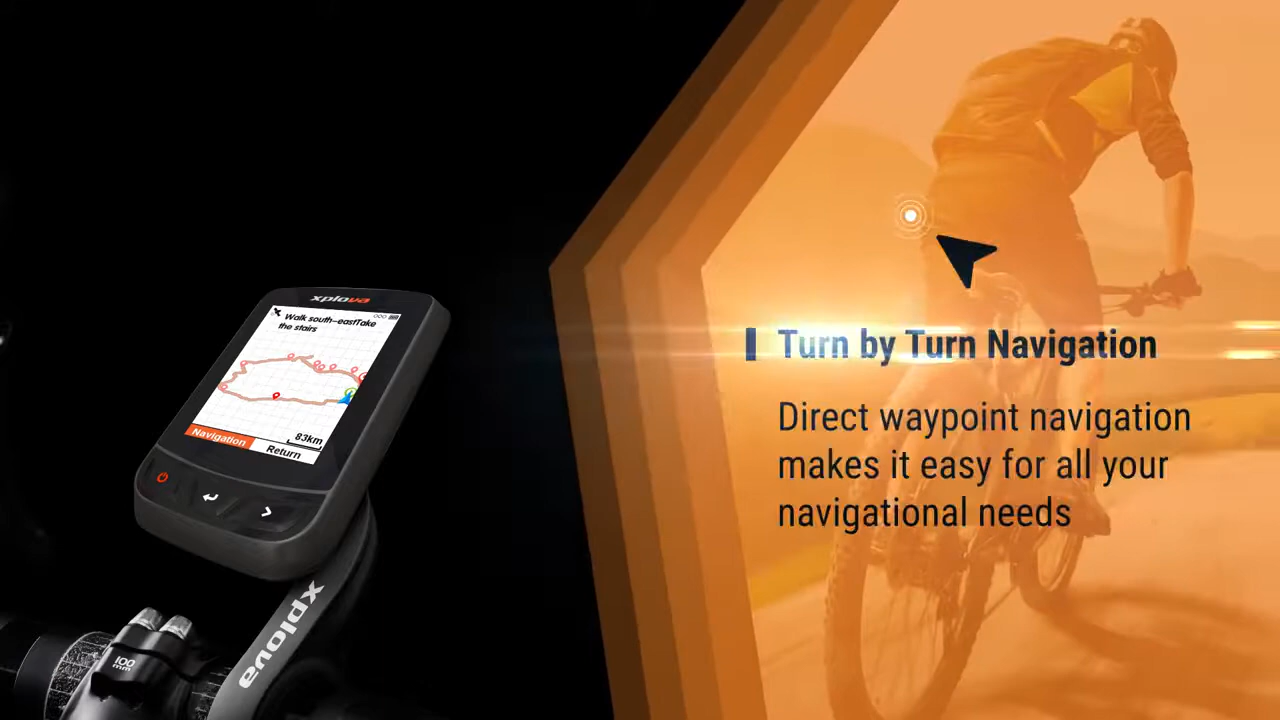 xplova
Walk south-eastTake
the stairs
83km
Navigation
Return
xplova
100
mm
Turn by Turn Navigation
Direct waypoint navigation
makes it easy for all your
navigational needs